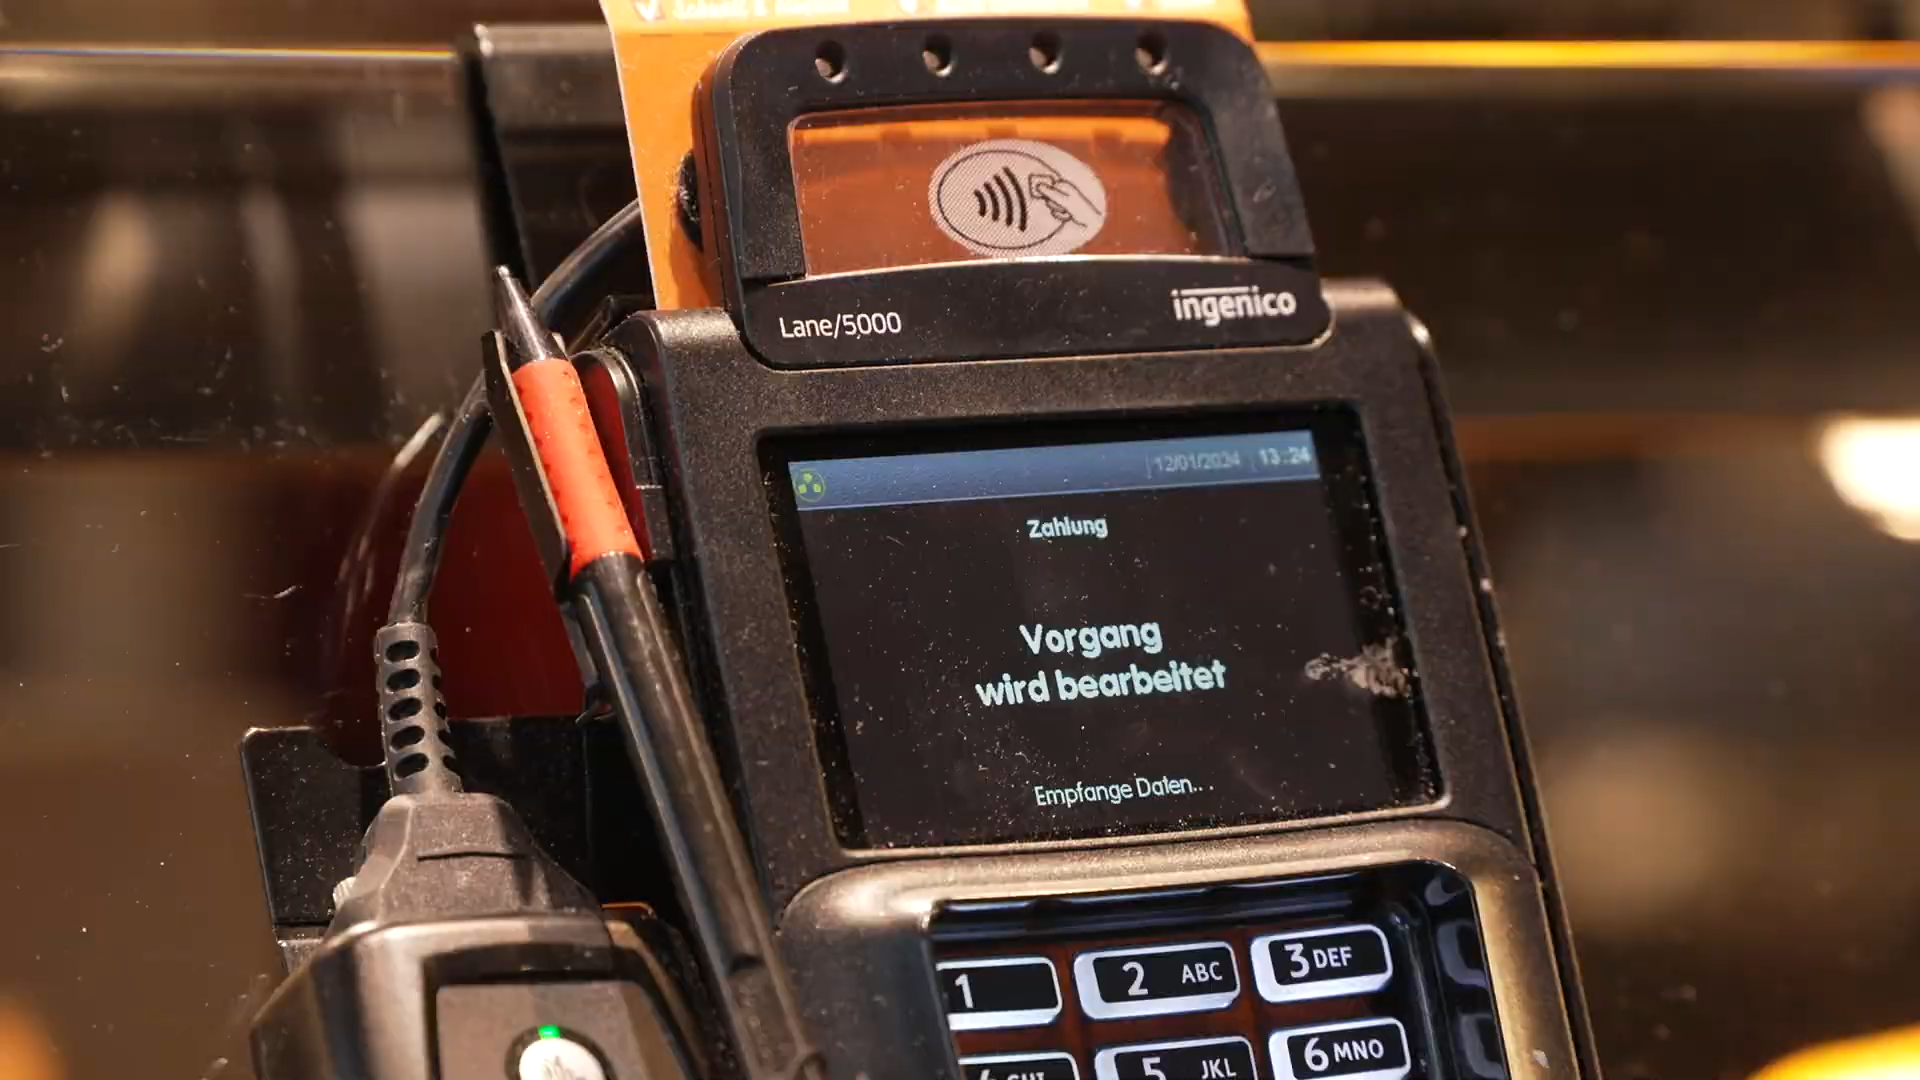 Lane/5000
ingenico
12/01/2024 13:24
Zahlung
Vorgang
wird bearbeitet
Empfange Daten...
1
2 ABC
3 DEF
5 JKL
6 MNO